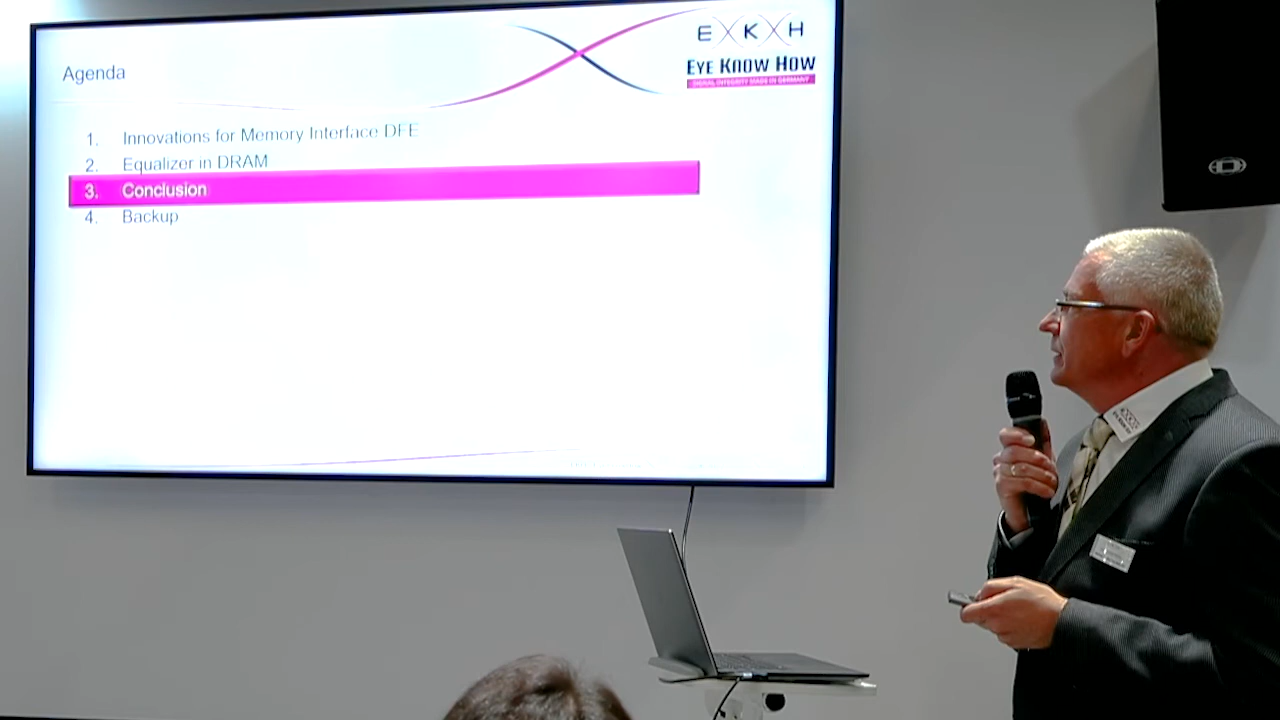 Agenda
EKH
EYE KNOW HOW
SIGNAL INTEGRITY MADE IN GERMANY
1. Innovations for Memory Interface DFE
2. Equalizer in DRAM
3. Conclusion
4. Backup